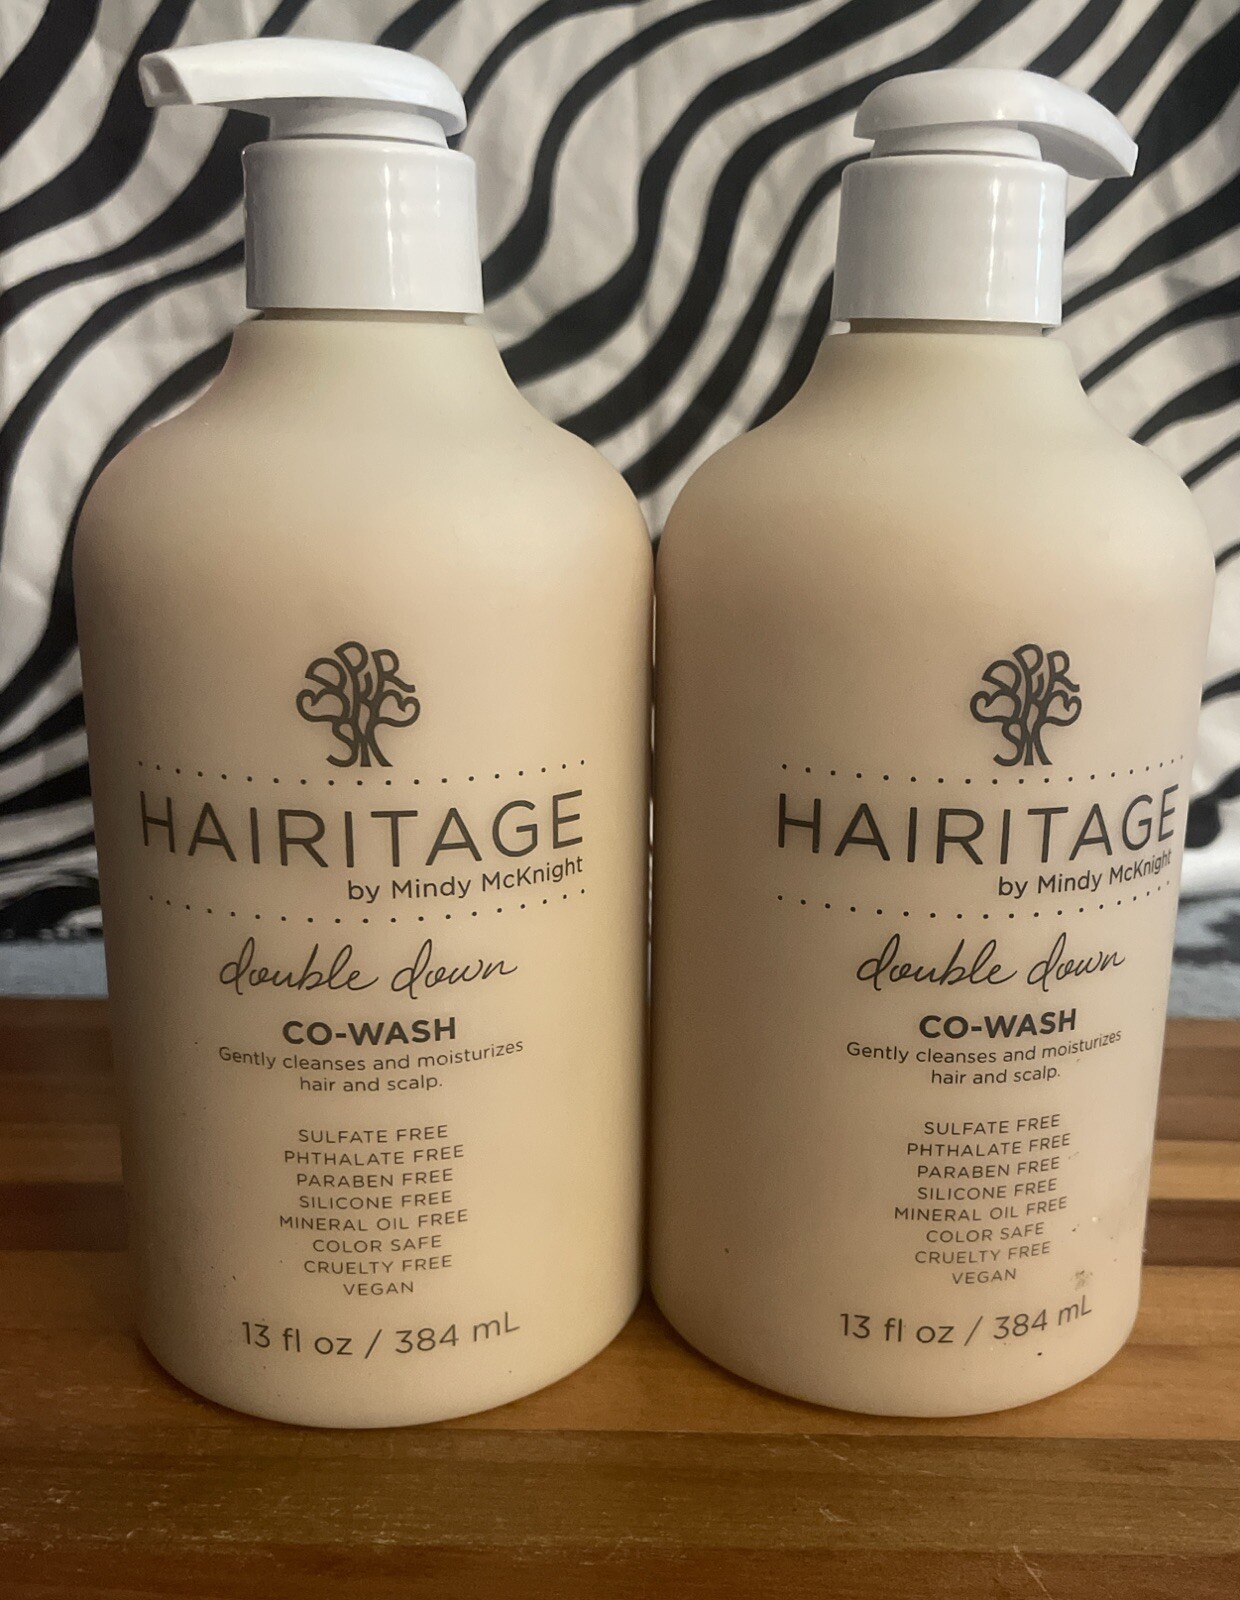 HAIRITAGE
by Mindy McKnight
double down
CO-WASH
Gently cleanses and moisturizes
hair and scalp.
SULFATE FREE
PHTHALATE FREE
PARABEN FREE
SILICONE FREE
MINERAL OIL FREE
COLOR SAFE
CRUELTY FREE
VEGAN
13 fl oz / 384 mL
HAIRITAGE
by Mindy McKnight
double down
CO-WASH
Gently cleanses and moisturizes
hair and scalp.
SULFATE FREE
PHTHALATE FREE
PARABEN FREE
SILICONE FREE
MINERAL OIL FREE
COLOR SAFE
CRUELTY FREE
VEGAN
13 fl oz / 384 mL